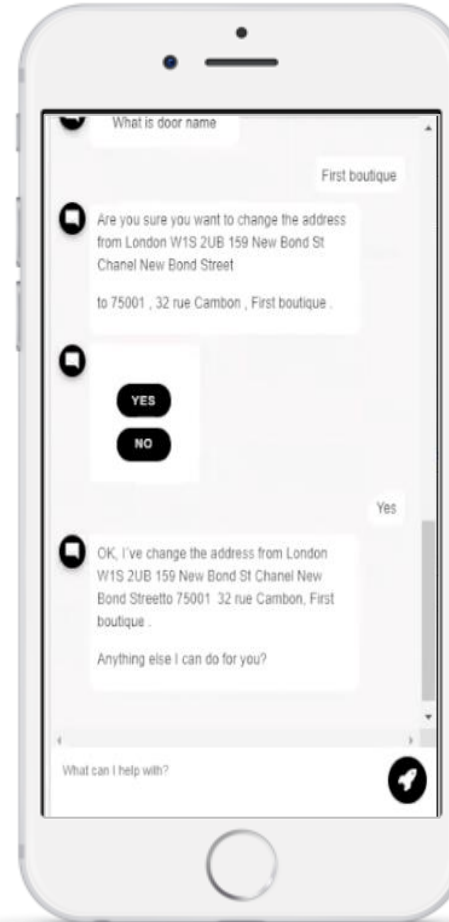 What is door name
First boutique
Are you sure you want to change the address
from London W1S 2UB 159 New Bond St
Chanel New Bond Street
to 75001 , 32 rue Cambon , First boutique .
YES
NO
Yes
OK, I've change the address from London
W1S 2UB 159 New Bond St Chanel New
Bond Streetto 75001 32 rue Cambon, First
boutique .
Anything else I can do for you?
What can I help with?